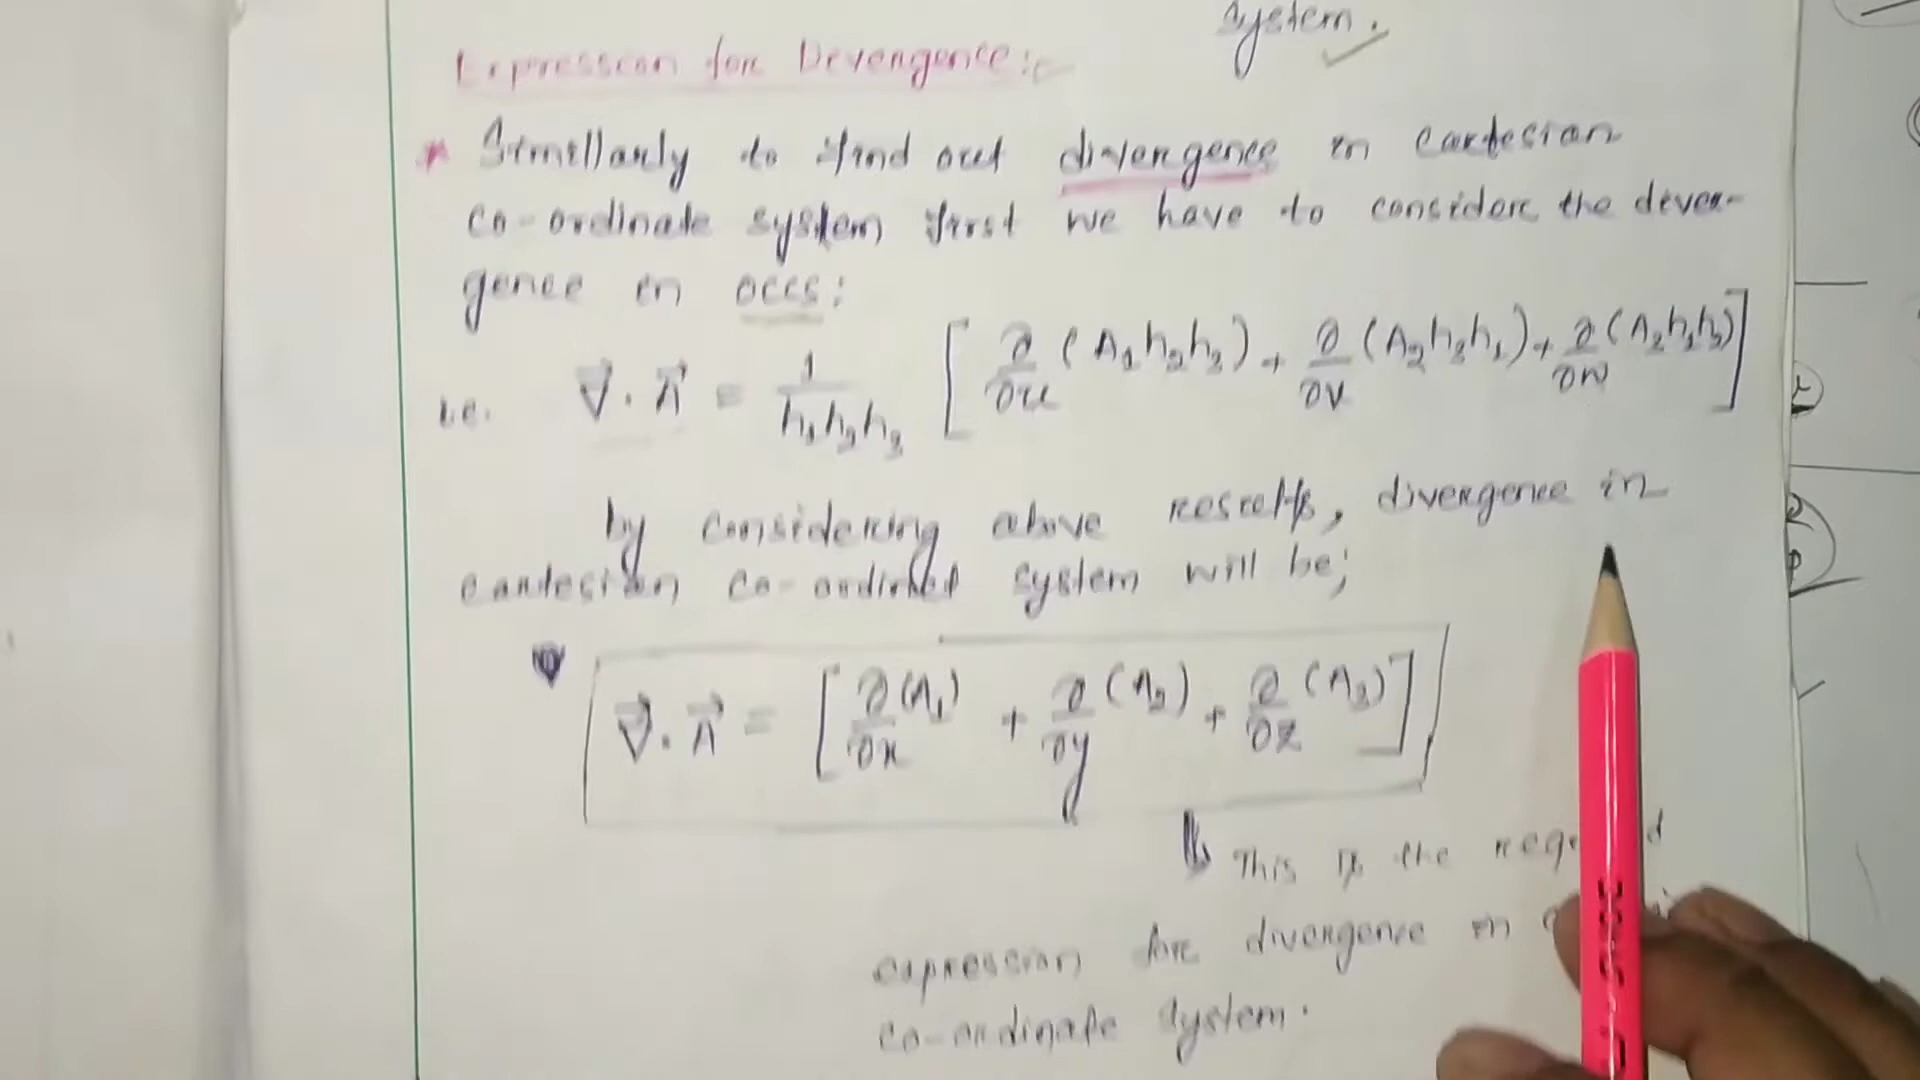 system.
Expression for Devengence:-
* Similarly to find out divergence in cartesian
co-ordinate system first we have to consider the diver-
gence in OCCS:
i.e. ∇⃗ . A⃗ = 1/h₁h₂h₃ [ ∂/∂u (A₁h₂h₃) + ∂/∂v (A₂h₃h₁) + ∂/∂w (A₃h₁h₂) ]
by considering above results, divergence in
cartesian co-ordinate system will be;
∇⃗ . A⃗ = [ ∂/∂x (A₁) + ∂/∂y (A₂) + ∂/∂z (A₃) ]
This is the
expression for divergence in
co-ordinate system.